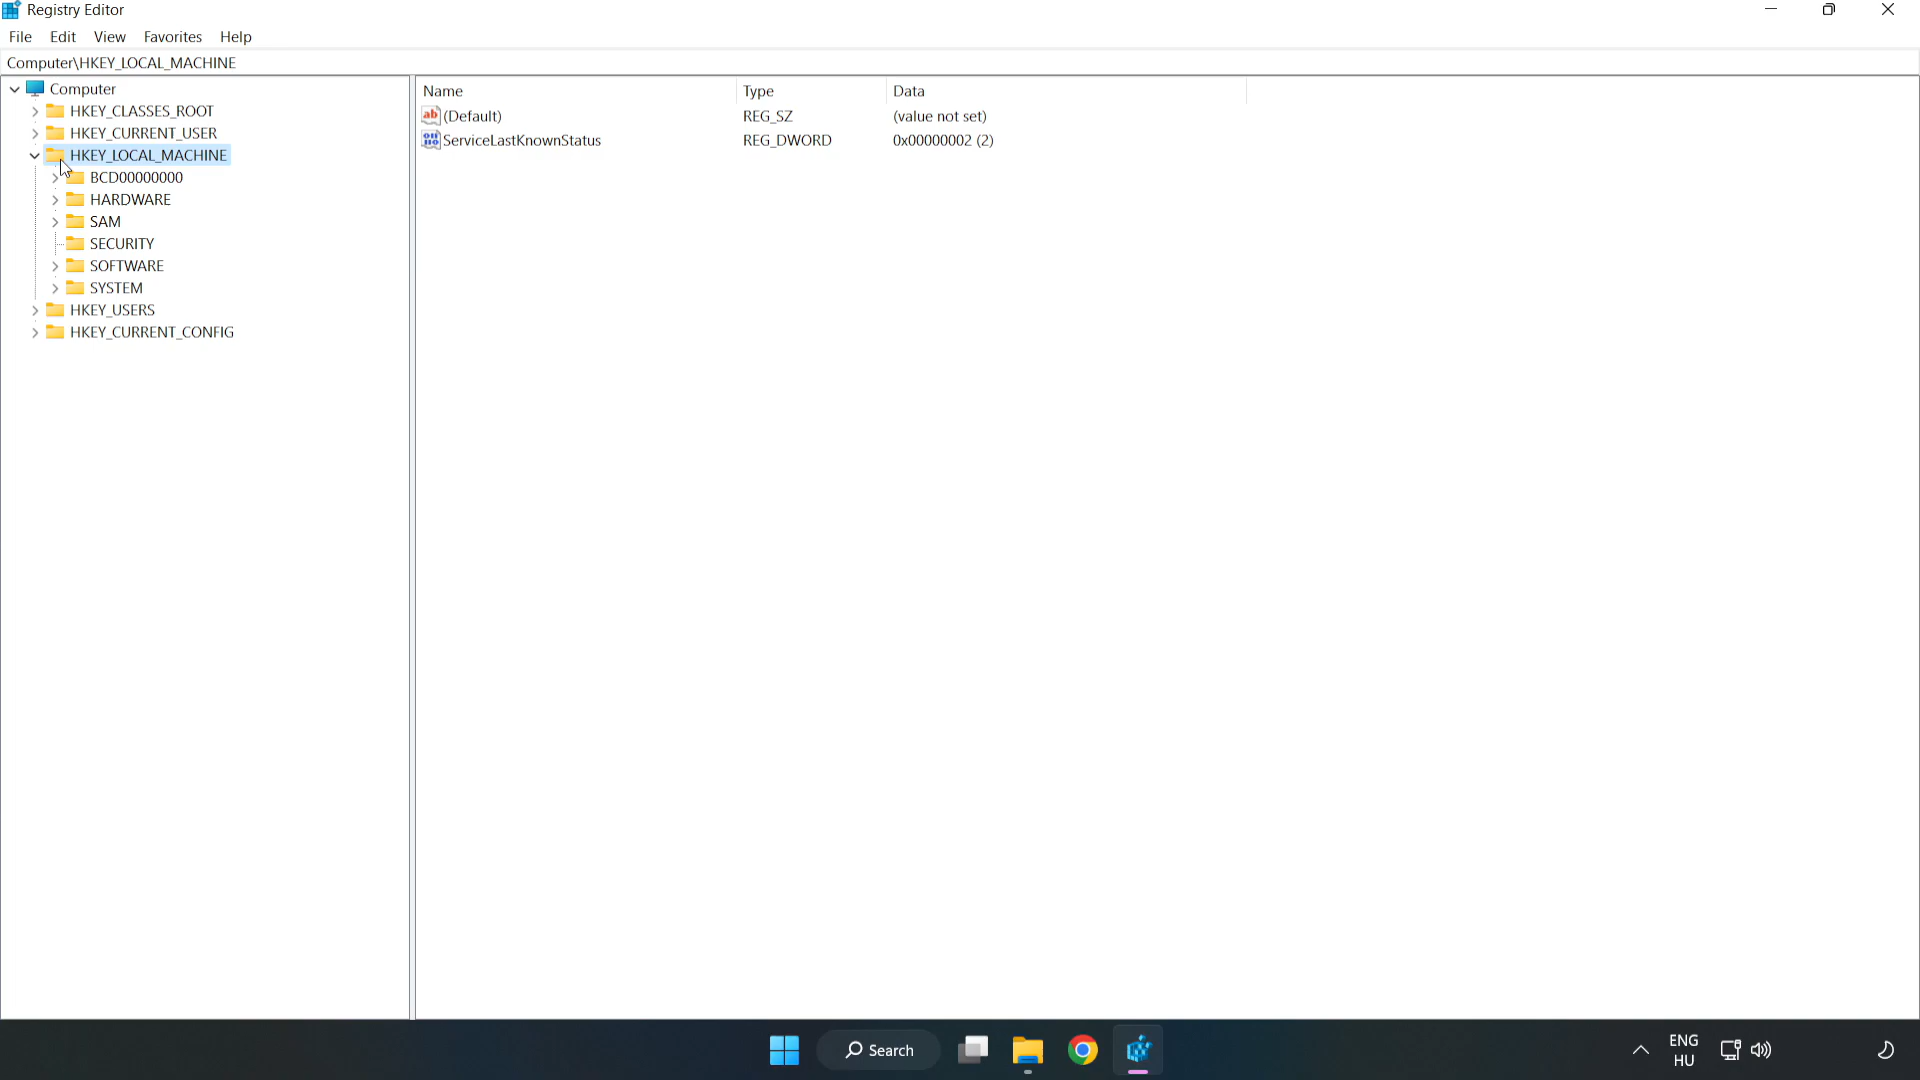 Registry Editor
File Edit View Favorites Help
Computer\HKEY_LOCAL_MACHINE
Computer
HKEY_CLASSES_ROOT
HKEY_CURRENT_USER
HKEY_LOCAL_MACHINE
BCD00000000
HARDWARE
SAM
SECURITY
SOFTWARE
SYSTEM
HKEY_USERS
HKEY_CURRENT_CONFIG
Name Type Data
(Default) REG_SZ (value not set)
ServiceLastKnownStatus REG_DWORD 0x00000002 (2)
Search
ENG
HU